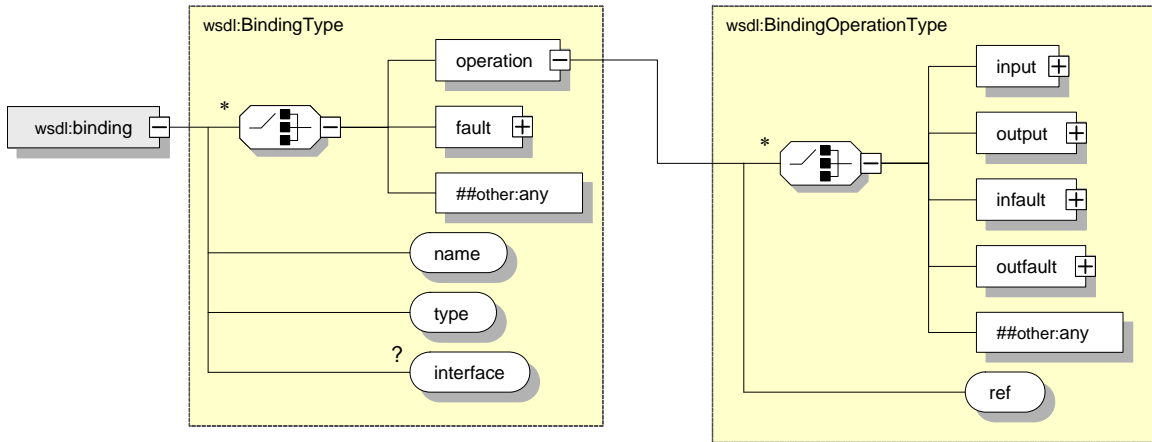 wsdl:BindingType
wsdl:binding
*
operation
fault
##other:any
name
type
?
interface
wsdl:BindingOperationType
*
input
output
infault
outfault
##other:any
ref